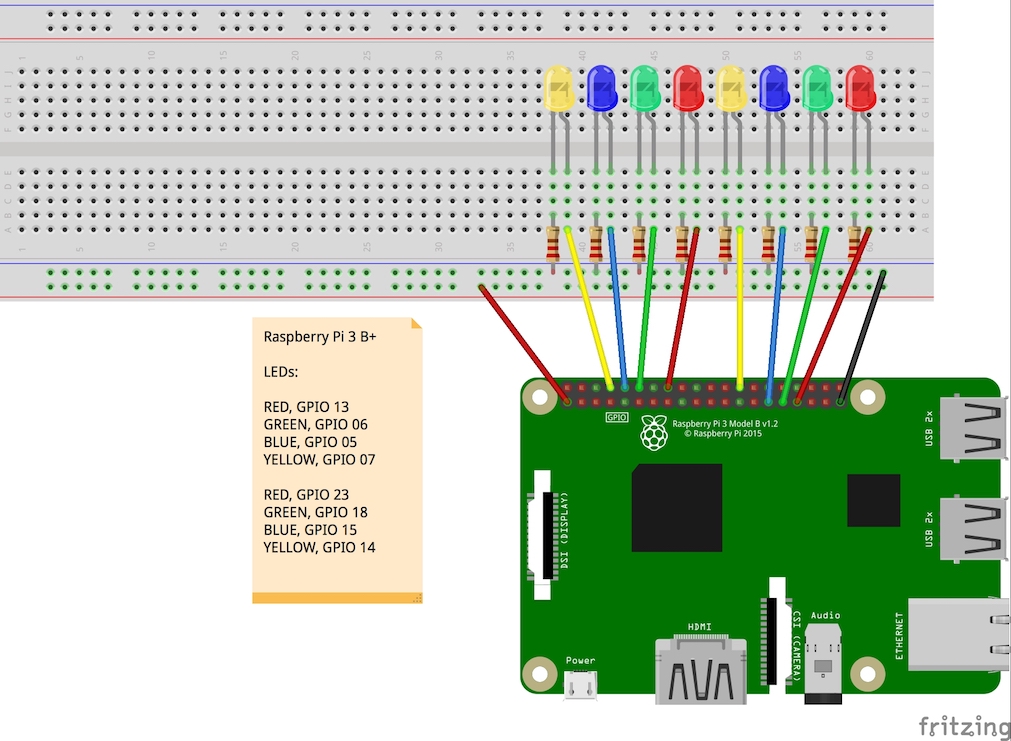 1 5 10 15 20 25 30 35 40 45 50 55 60
J J
I I
H H
G G
F F
E E
D D
C C
B B
A A
1 5 10 15 20 25 30 35 40 45 50 55 60
Raspberry Pi 3 B+
LEDs:
RED, GPIO 13
GREEN, GPIO 06
BLUE, GPIO 05
YELLOW, GPIO 07
RED, GPIO 23
GREEN, GPIO 18
BLUE, GPIO 15
YELLOW, GPIO 14
GPIO
Raspberry Pi 3 Model B v1.2
© Raspberry Pi 2015
USB 2x
DSI (DISPLAY)
USB 2x
HDMI
CSI (CAMERA)
Audio
ETHERNET
Power
fritzing